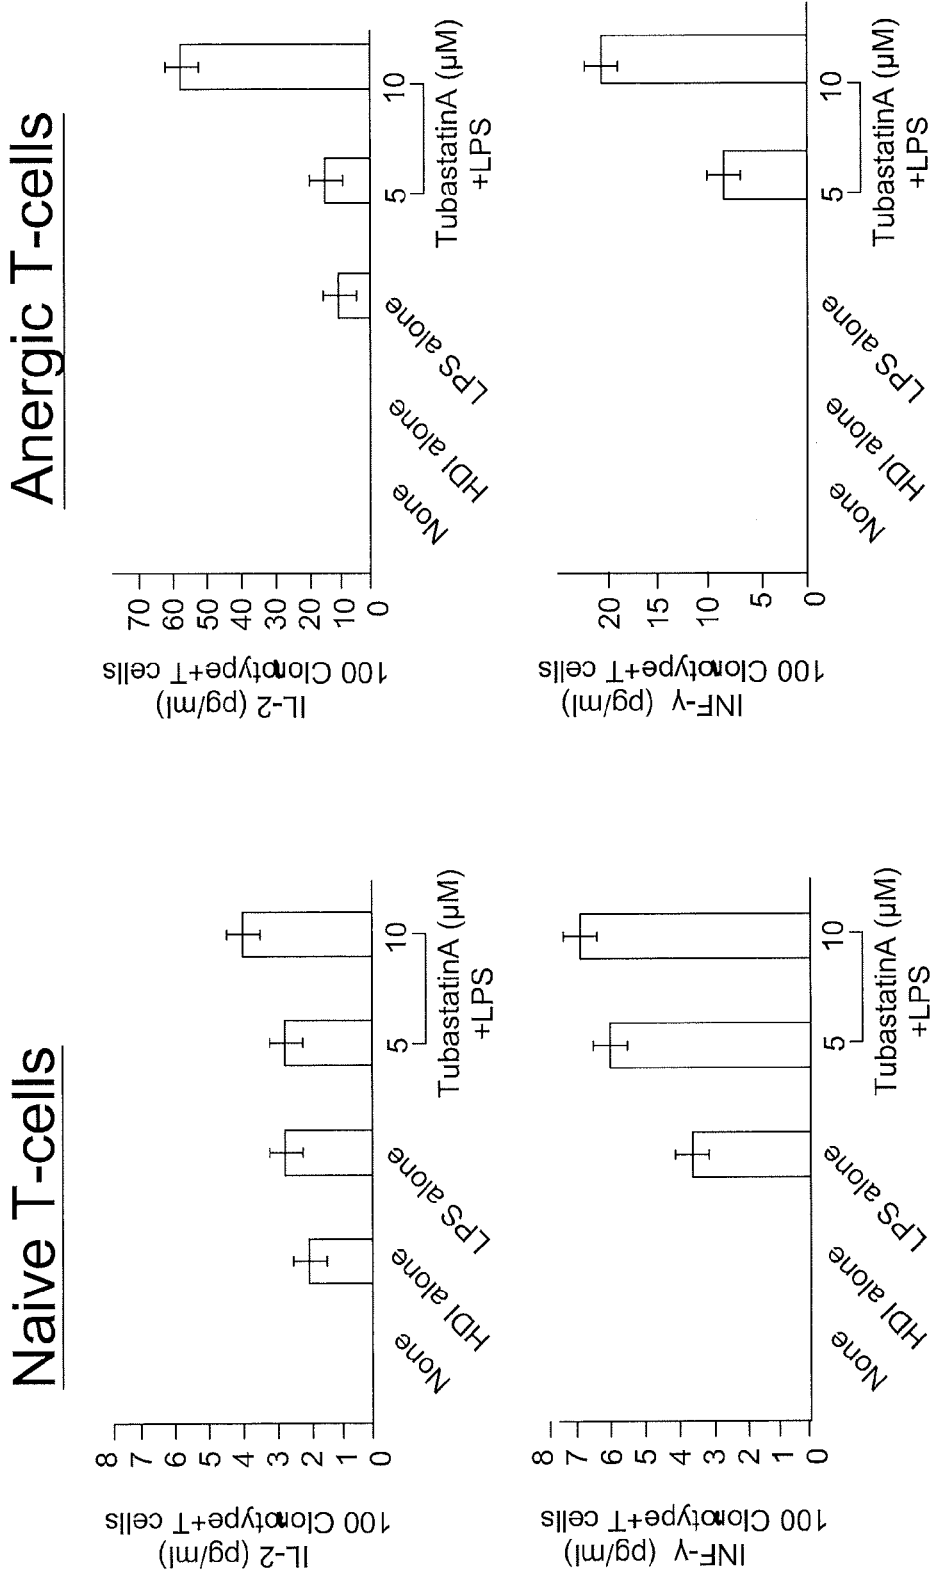 Naive T-cells
IL-2 (pg/ml)
100 Clonotype+T cells
8
7
6
5
4
3
2
1
0
None
HDI alone
LPS alone
5
10
TubastatinA (µM)
+LPS
INF-γ (pg/ml)
100 Clonotype+T cells
8
7
6
5
4
3
2
1
0
None
HDI alone
LPS alone
5
10
TubastatinA (µM)
+LPS
Anergic T-cells
IL-2 (pg/ml)
100 Clonotype+T cells
70
60
50
40
30
20
10
0
None
HDI alone
LPS alone
5
10
TubastatinA (µM)
+LPS
INF-γ (pg/ml)
100 Clonotype+T cells
20
15
10
5
0
None
HDI alone
LPS alone
5
10
TubastatinA (µM)
+LPS